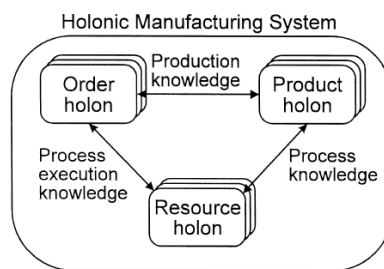 Holonic Manufacturing System
Order
holon
Production
knowledge
Product
holon
Process
execution
knowledge
Process
knowledge
Resource
holon